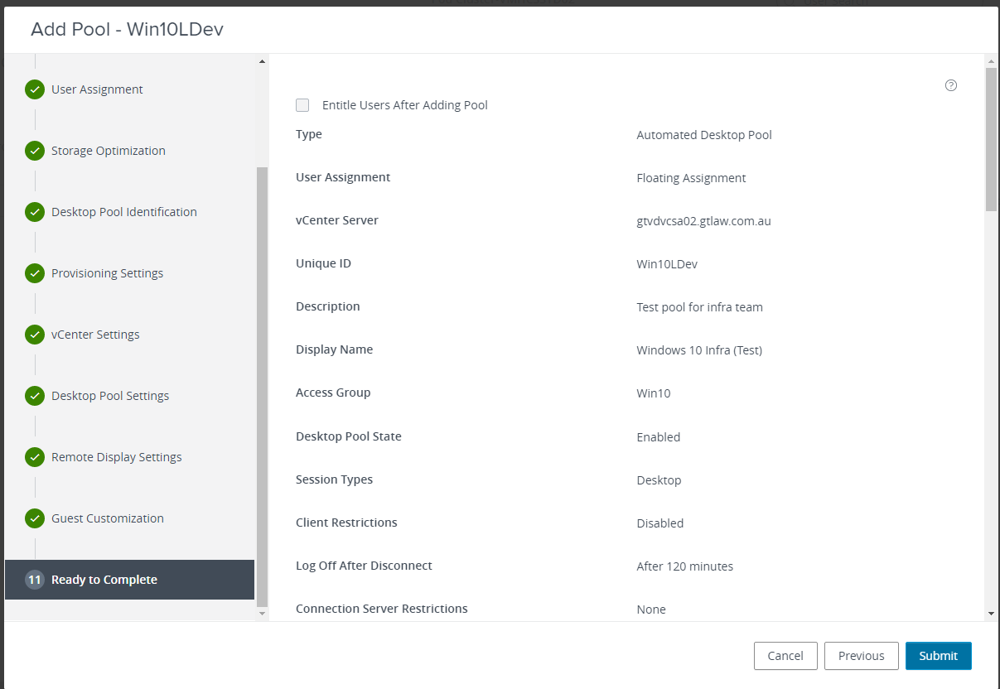 Add Pool - Win10LDev
User Assignment
Storage Optimization
Desktop Pool Identification
Provisioning Settings
vCenter Settings
Desktop Pool Settings
Remote Display Settings
Guest Customization
11 Ready to Complete
Entitle Users After Adding Pool
Type Automated Desktop Pool
User Assignment Floating Assignment
vCenter Server gtvdvcsa02.gtlaw.com.au
Unique ID Win10LDev
Description Test pool for infra team
Display Name Windows 10 Infra (Test)
Access Group Win10
Desktop Pool State Enabled
Session Types Desktop
Client Restrictions Disabled
Log Off After Disconnect After 120 minutes
Connection Server Restrictions None
Cancel Previous Submit